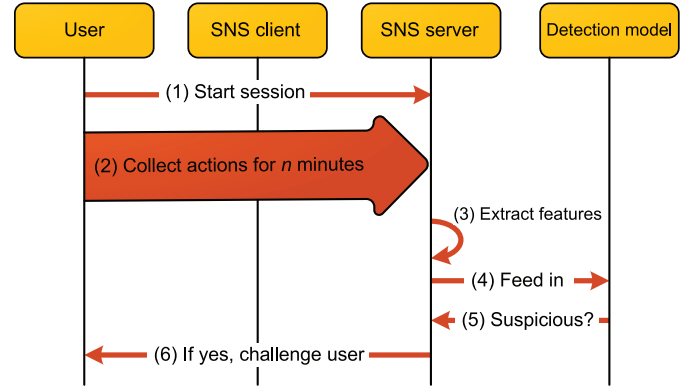 User
SNS client
SNS server
Detection model
(1) Start session
(2) Collect actions for n minutes
(3) Extract features
(4) Feed in
(5) Suspicious?
(6) If yes, challenge user